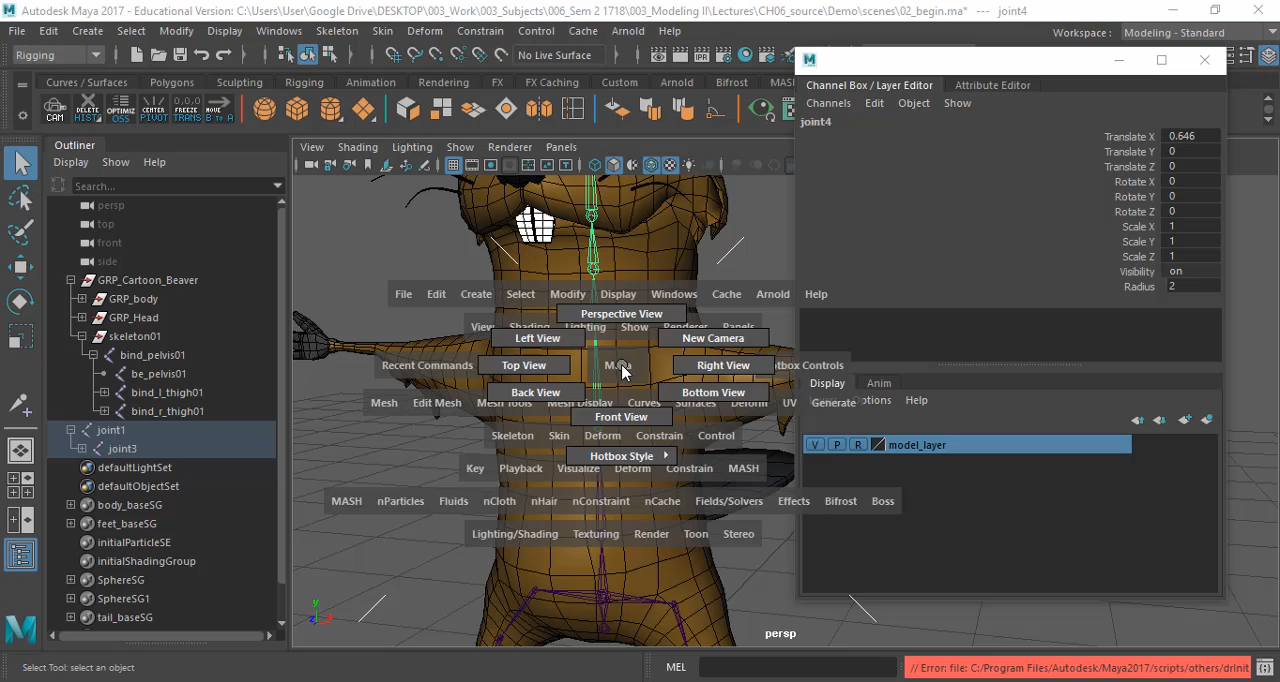 Autodesk Maya 2017 - Educational Version: C:\Users\User\Google Drive\DESKTOP\003_Work\003_Subjects\006_Sem 2 1718\003_Modeling II\Lectures\CH06_source\Demo\scenes\02_begin.ma* --- joint4
File Edit Create Select Modify Display Windows Skeleton Skin Deform Constrain Control Cache Arnold Help
Workspace : Modeling - Standard
Rigging
No Live Surface
Curves / Surfaces Polygons Sculpting Rigging Animation Rendering FX FX Caching Custom Arnold Bifrost MAS
CAM DELETE HIST OPTIMIZ OSS CENTER PIVOT 0,0,0 TRANS MOVE B to A
Outliner
Display Show Help
Search...
persp
top
front
side
GRP_Cartoon_Beaver
GRP_body
GRP_Head
skeleton01
bind_pelvis01
be_pelvis01
bind_l_thigh01
bind_r_thigh01
joint1
joint3
defaultLightSet
defaultObjectSet
body_baseSG
feet_baseSG
initialParticleSE
initialShadingGroup
SphereSG
SphereSG1
tail_baseSG
View Shading Lighting Show Renderer Panels
File Edit Create Select Modify Display Windows Cache Arnold Help
Perspective View
View Shading Lighting Show Renderer Panels
Left View New Camera
Recent Commands Top View Right View Hotbox Controls
Back View Bottom View
Mesh Edit Mesh Mesh Tools Mesh Display Curves Surfaces Deform UV Generate
Front View
Skeleton Skin Deform Constrain Control
Hotbox Style
Key Playback Visualize Deform Constrain MASH
MASH nParticles Fluids nCloth nHair nConstraint nCache Fields/Solvers Effects Bifrost Boss
Lighting/Shading Texturing Render Toon Stereo
persp
y
z x
Channel Box / Layer Editor Attribute Editor
Channels Edit Object Show
joint4
Translate X 0.646
Translate Y 0
Translate Z 0
Rotate X 0
Rotate Y 0
Rotate Z 0
Scale X 1
Scale Y 1
Scale Z 1
Visibility on
Radius 2
Display Anim
Options Help
V P R model_layer
Select Tool: select an object
MEL
// Error: file: C:/Program Files/Autodesk/Maya2017/scripts/others/drInit